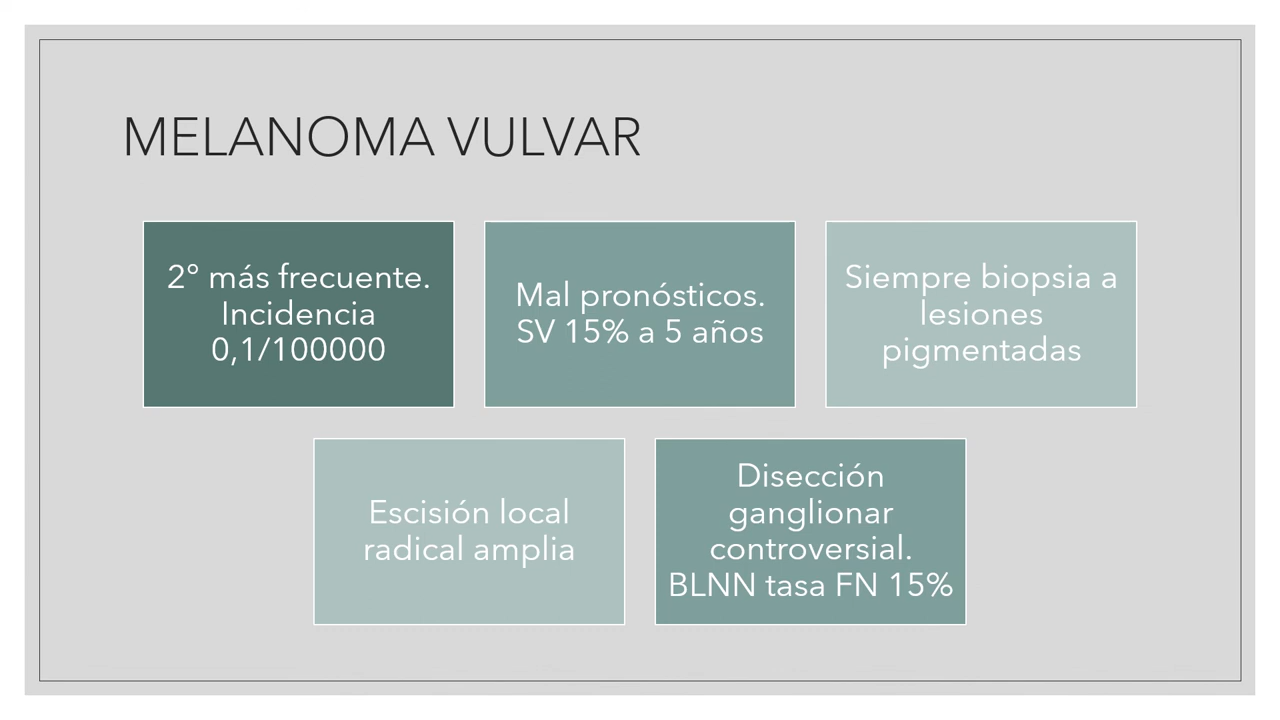 MELANOMA VULVAR
2º más frecuente.
Incidencia
0,1/100000
Mal pronósticos.
SV 15% a 5 años
Siempre biopsia a
lesiones
pigmentadas
Escisión local
radical amplia
Disección
ganglionar
controversial.
BLNN tasa FN 15%